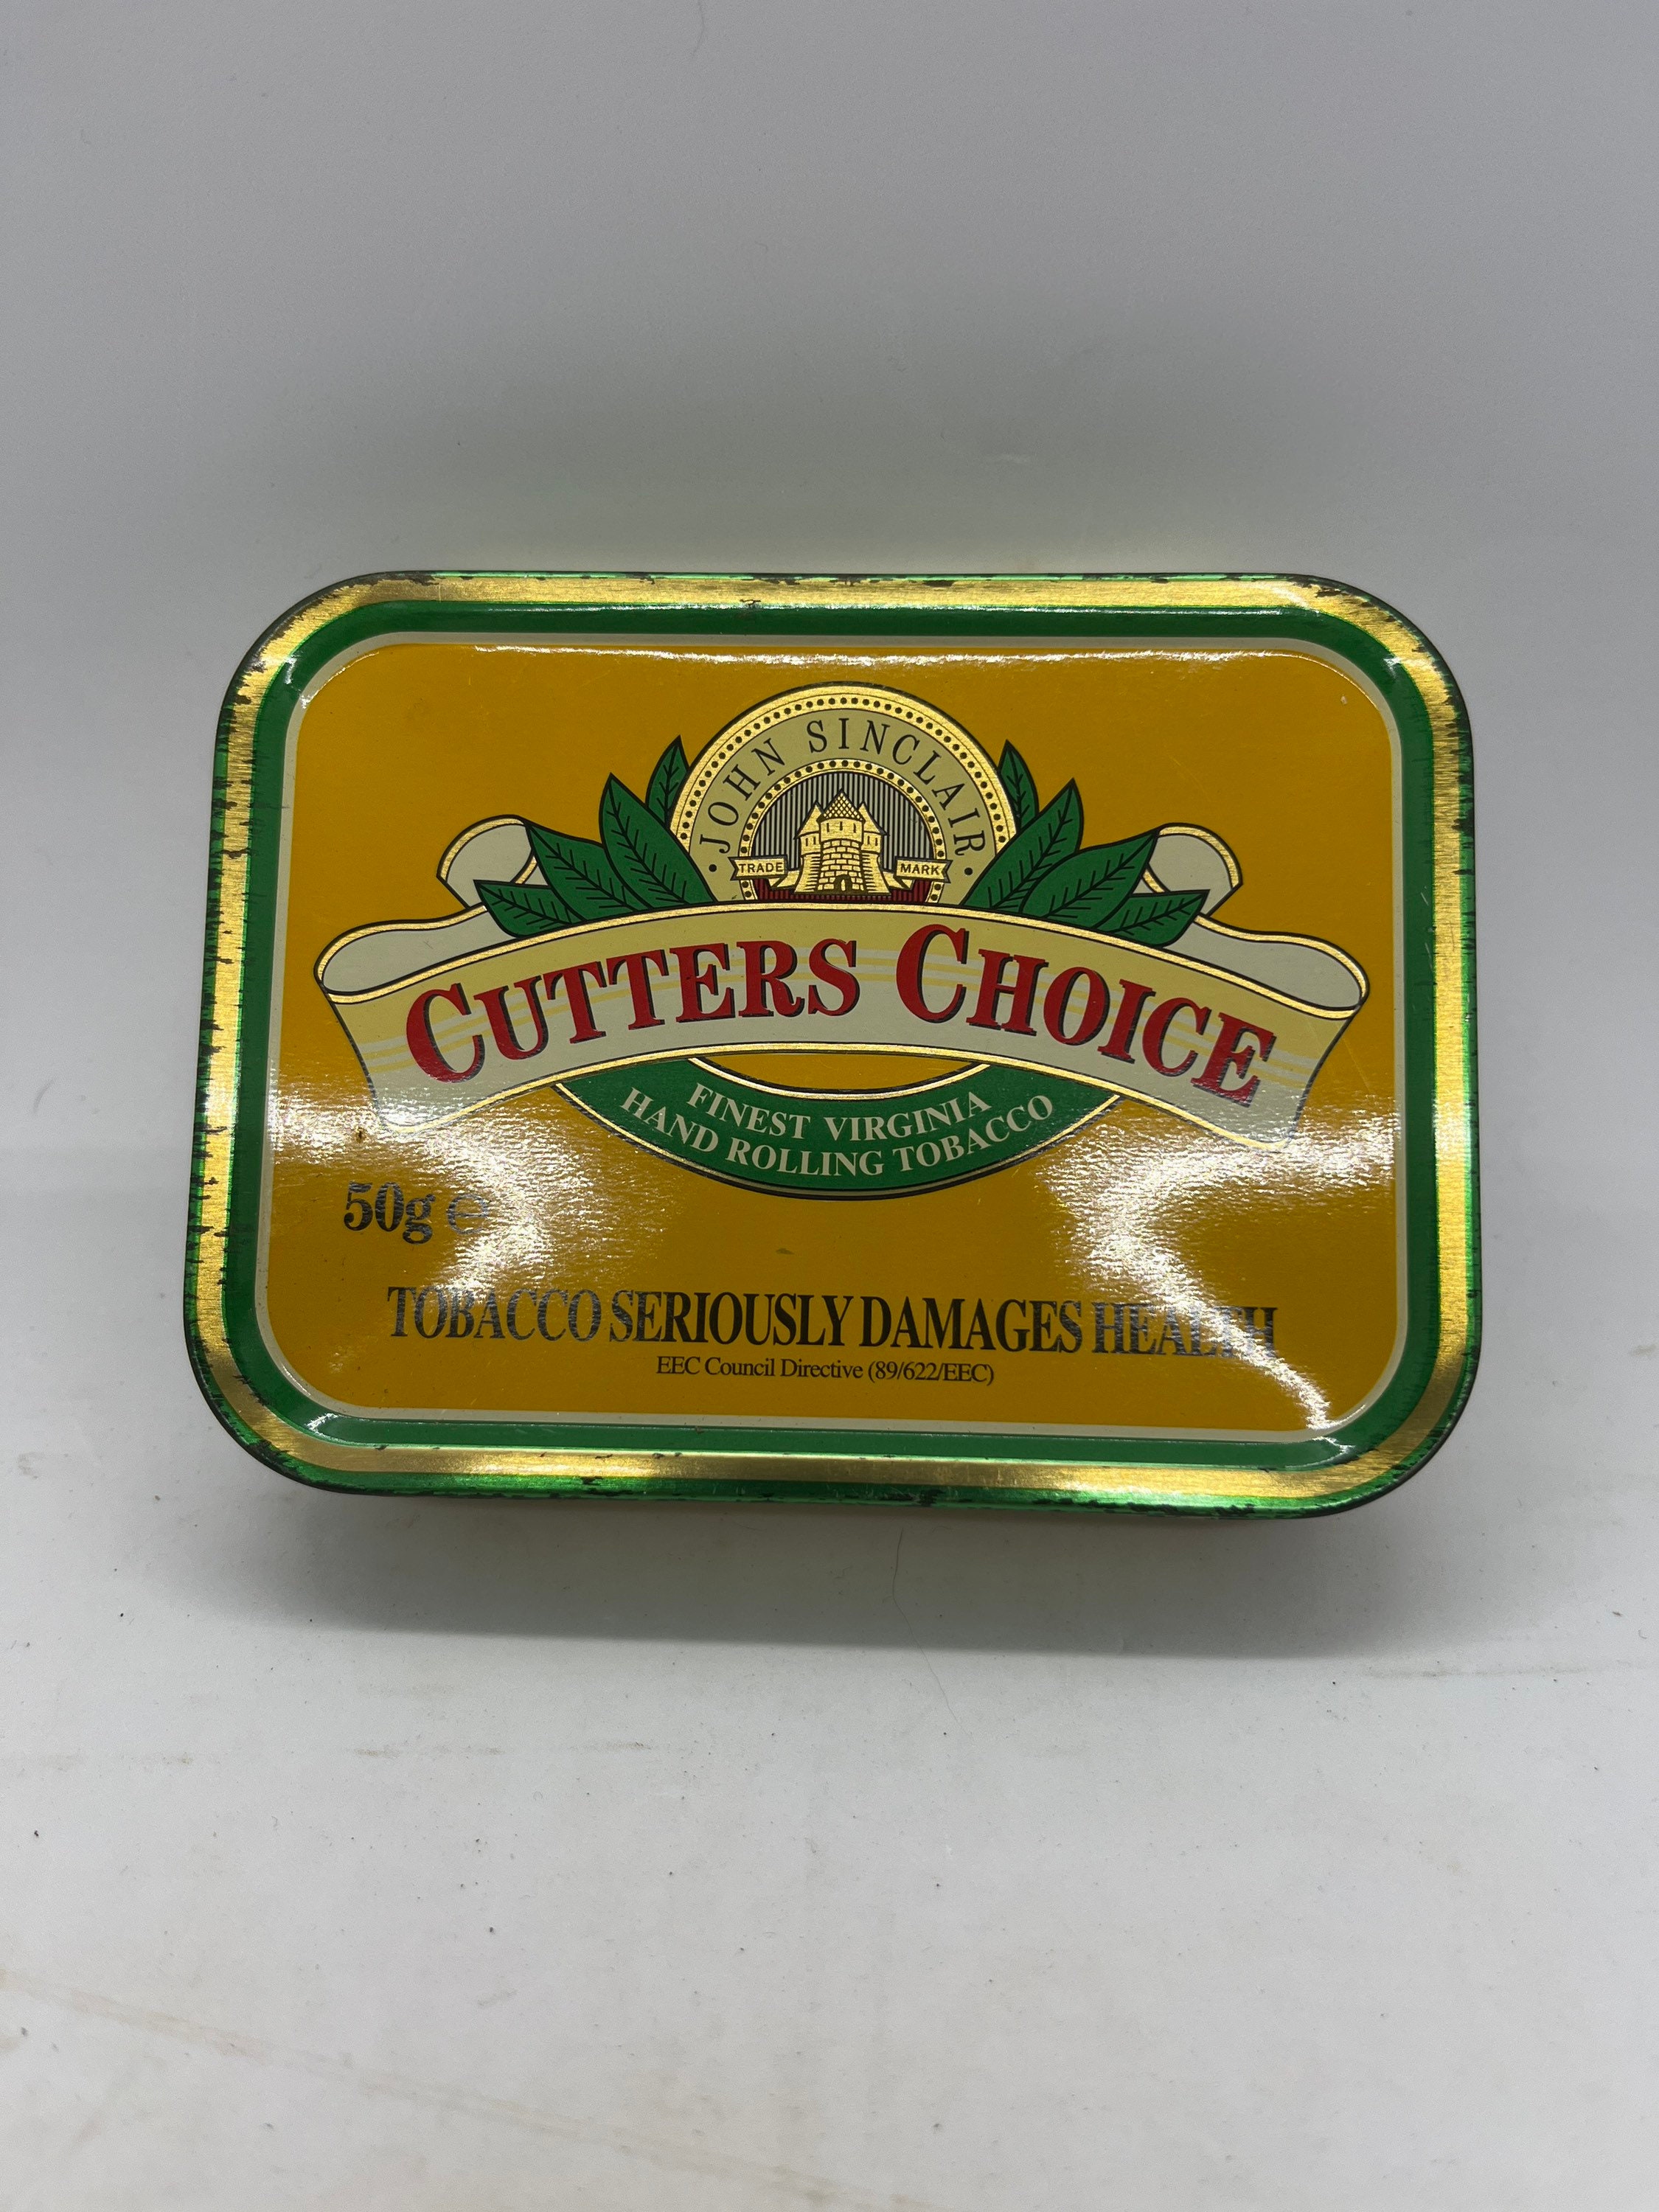 JOHN SINCLAIR
TRADE MARK
CUTTERS CHOICE
FINEST VIRGINIA
HAND ROLLING TOBACCO
50g ℮
TOBACCO SERIOUSLY DAMAGES HEALTH
EEC Council Directive (89/622/EEC)